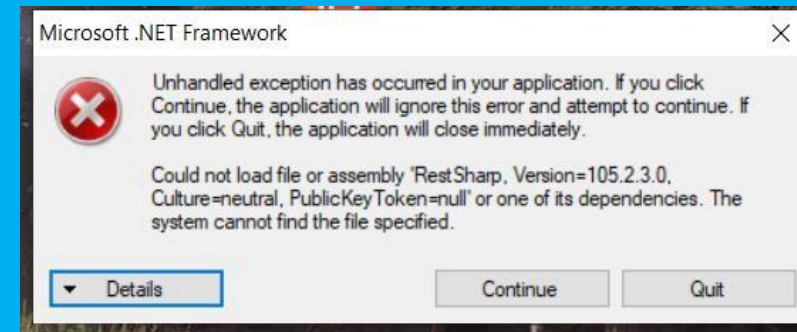 Microsoft .NET Framework
Unhandled exception has occurred in your application. If you click
Continue, the application will ignore this error and attempt to continue. If
you click Quit, the application will close immediately.
Could not load file or assembly 'RestSharp, Version=105.2.3.0,
Culture=neutral, PublicKeyToken=null' or one of its dependencies. The
system cannot find the file specified.
Details
Continue
Quit